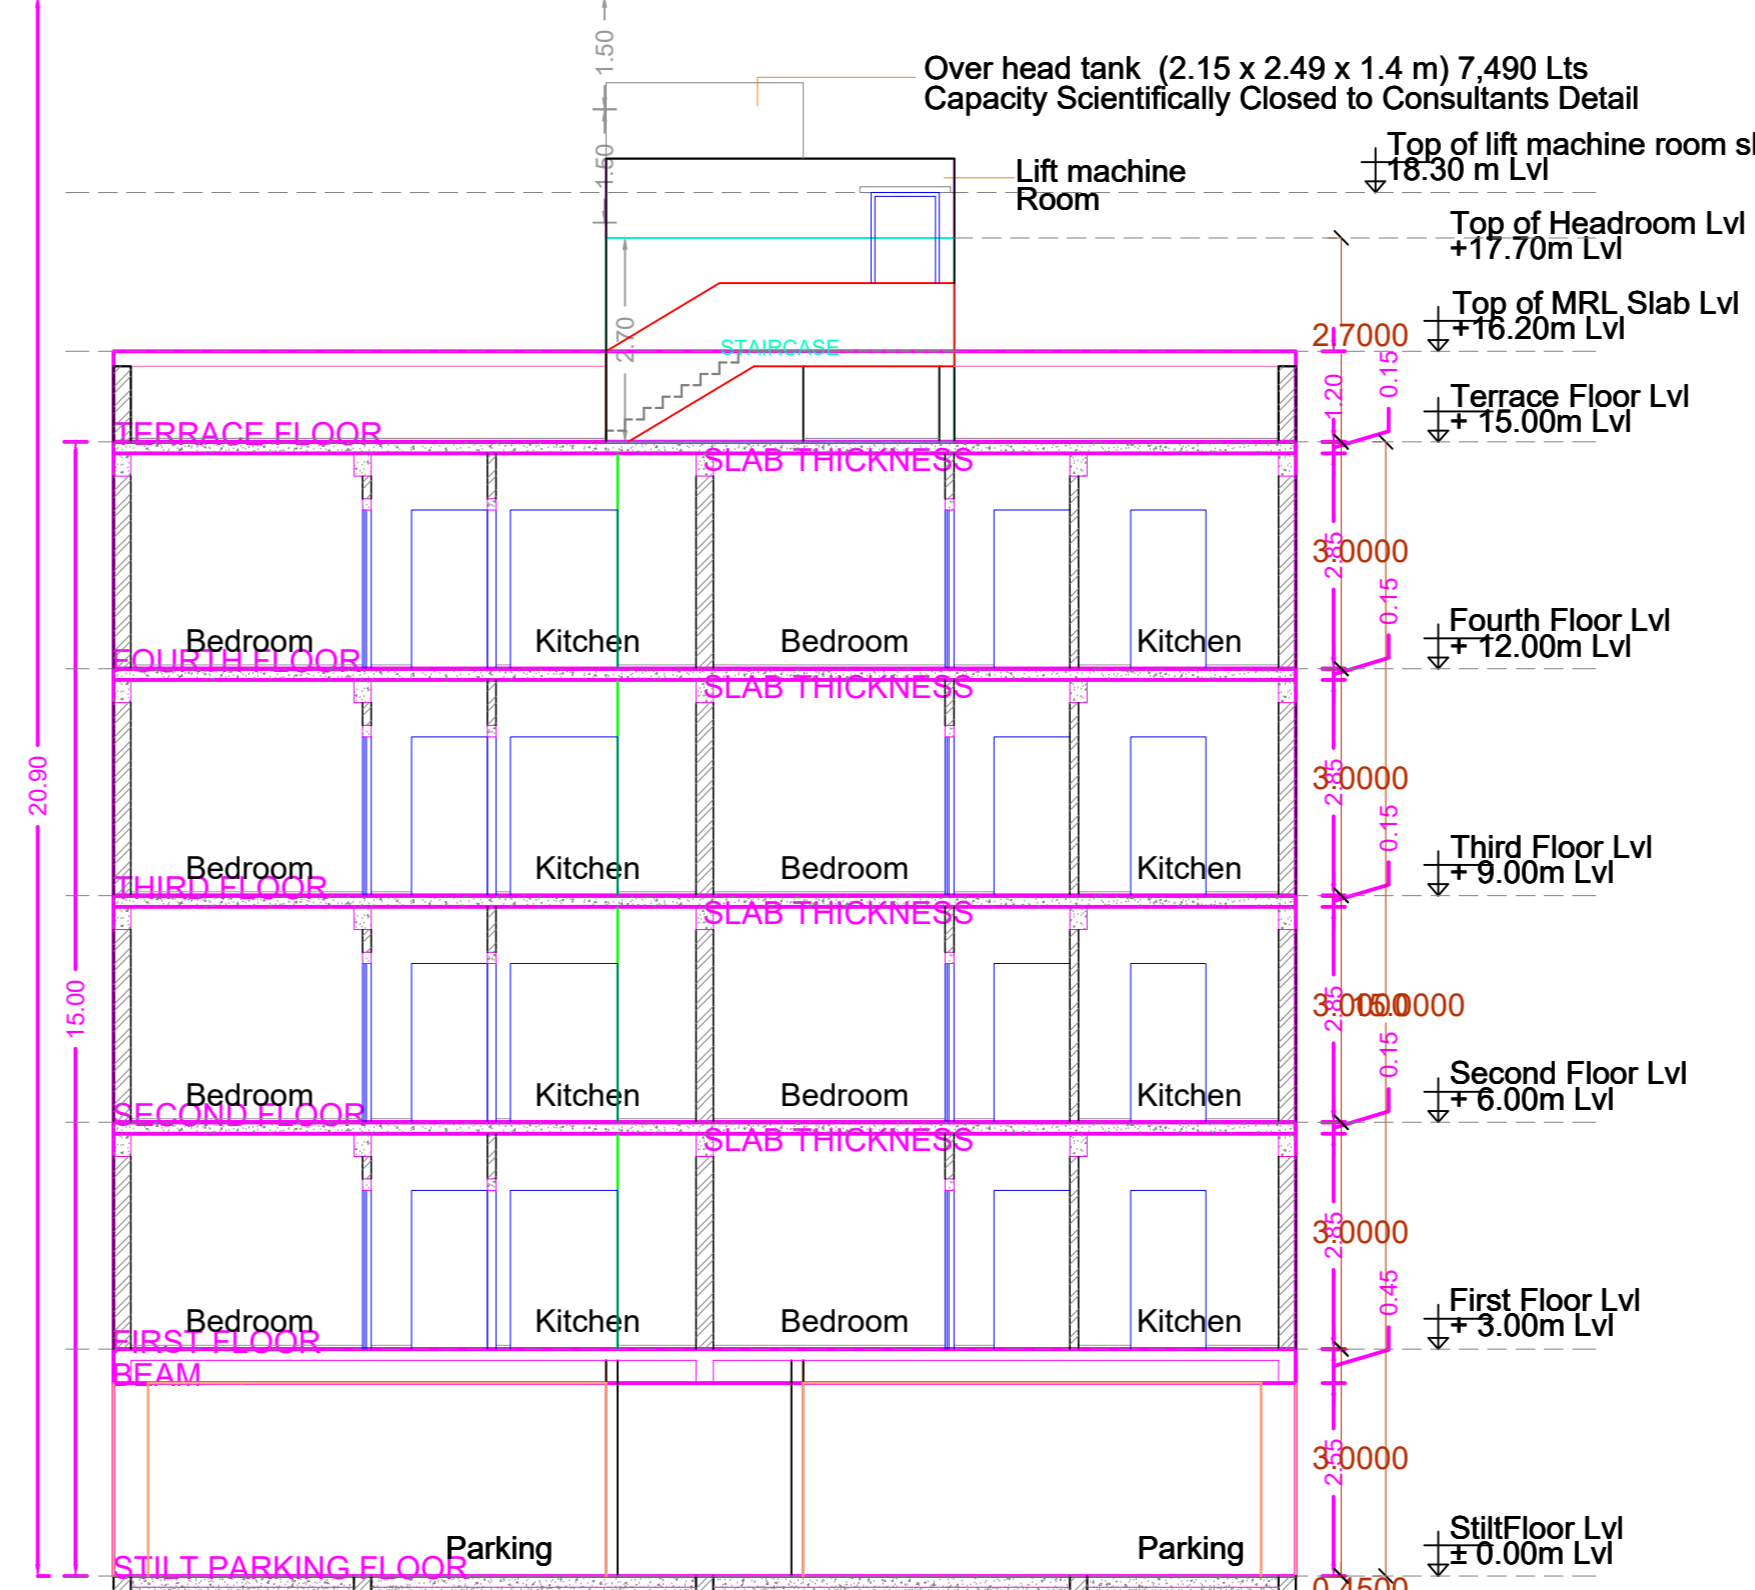 1.50
Over head tank (2.15 x 2.49 x 1.4 m) 7,490 Lts
Capacity Scientifically Closed to Consultants Detail
1.50
Top of lift machine room
18.30 m Lvl
Lift machine
Room
Top of Headroom Lvl
+17.70m Lvl
Top of MRL Slab Lvl
+16.20m Lvl
2.70
STAIRCASE
2.7000
1.20
0.15
Terrace Floor Lvl
+ 15.00m Lvl
TERRACE FLOOR
SLAB THICKNESS
3.0000
2.85
0.15
Fourth Floor Lvl
+ 12.00m Lvl
Bedroom
Kitchen
Bedroom
Kitchen
FOURTH FLOOR
SLAB THICKNESS
20.90
3.0000
2.85
0.15
Third Floor Lvl
+ 9.00m Lvl
Bedroom
Kitchen
Bedroom
Kitchen
THIRD FLOOR
SLAB THICKNESS
15.00
3.0000
15.0000
2.85
0.15
Second Floor Lvl
+ 6.00m Lvl
Bedroom
Kitchen
Bedroom
Kitchen
SECOND FLOOR
SLAB THICKNESS
3.0000
2.85
0.45
First Floor Lvl
+ 3.00m Lvl
Bedroom
Kitchen
Bedroom
Kitchen
FIRST FLOOR
BEAM
3.0000
2.55
StiltFloor Lvl
± 0.00m Lvl
Parking
Parking
STILT PARKING FLOOR
0.4500